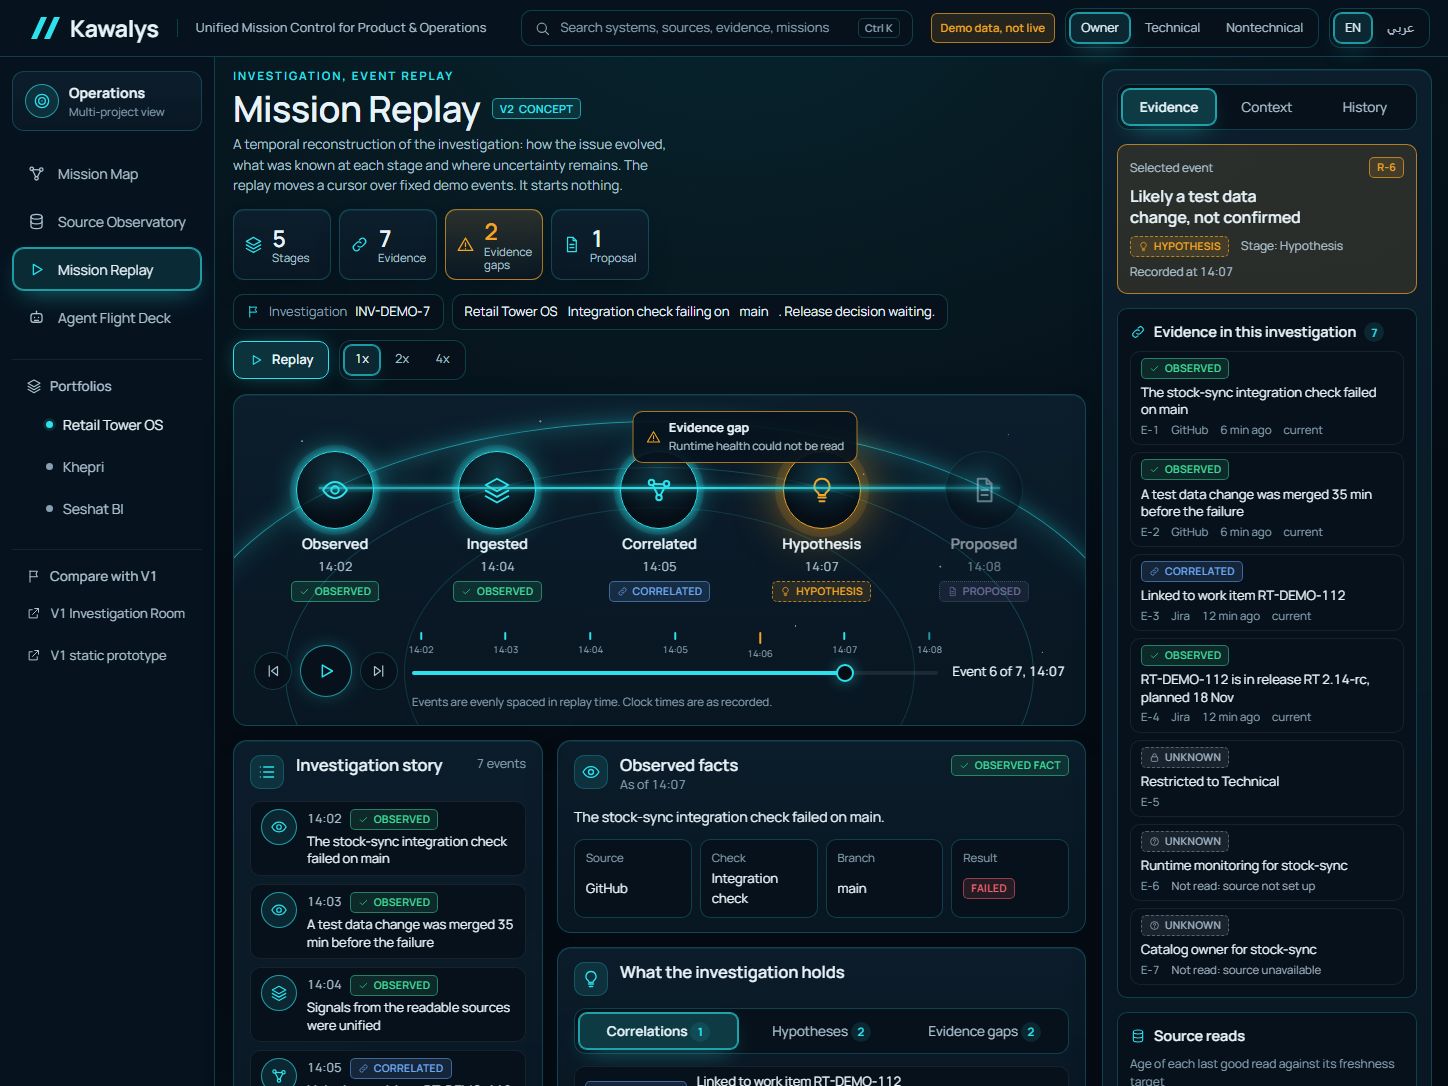 Kawalys
Unified Mission Control for Product & Operations
Search systems, sources, evidence, missions
Ctrl K
Demo data, not live
Owner
Technical
Nontechnical
EN
عربي
Operations
Multi-project view
Mission Map
Source Observatory
Mission Replay
Agent Flight Deck
Portfolios
Retail Tower OS
Khepri
Seshat BI
Compare with V1
V1 Investigation Room
V1 static prototype
INVESTIGATION, EVENT REPLAY
Mission Replay
V2 CONCEPT
A temporal reconstruction of the investigation: how the issue evolved,
what was known at each stage and where uncertainty remains. The
replay moves a cursor over fixed demo events. It starts nothing.
5
Stages
7
Evidence
2
Evidence
gaps
1
Proposal
Investigation INV-DEMO-7
Retail Tower OS Integration check failing on main . Release decision waiting.
Replay
1x
2x
4x
Evidence gap
Runtime health could not be read
Observed
14:02
OBSERVED
Ingested
14:04
OBSERVED
Correlated
14:05
CORRELATED
Hypothesis
14:07
HYPOTHESIS
Proposed
14:08
PROPOSED
14:02
14:03
14:04
14:05
14:06
14:07
14:08
Event 6 of 7, 14:07
Events are evenly spaced in replay time. Clock times are as recorded.
Investigation story
7 events
14:02 OBSERVED
The stock-sync integration check
failed on main
14:03 OBSERVED
A test data change was merged 35
min before the failure
14:04 OBSERVED
Signals from the readable sources
were unified
14:05 CORRELATED
Observed facts
As of 14:07
OBSERVED FACT
The stock-sync integration check failed on main.
Source
GitHub
Check
Integration
check
Branch
main
Result
FAILED
What the investigation holds
Correlations 1
Hypotheses 2
Evidence gaps 2
Linked to work item RT-DEMO-112
Evidence
Context
History
Selected event
R-6
Likely a test data
change, not confirmed
HYPOTHESIS
Stage: Hypothesis
Recorded at 14:07
Evidence in this investigation 7
OBSERVED
The stock-sync integration check failed
on main
E-1 GitHub 6 min ago current
OBSERVED
A test data change was merged 35 min
before the failure
E-2 GitHub 6 min ago current
CORRELATED
Linked to work item RT-DEMO-112
E-3 Jira 12 min ago current
OBSERVED
RT-DEMO-112 is in release RT 2.14-rc,
planned 18 Nov
E-4 Jira 12 min ago current
UNKNOWN
Restricted to Technical
E-5
UNKNOWN
Runtime monitoring for stock-sync
E-6 Not read: source not set up
UNKNOWN
Catalog owner for stock-sync
E-7 Not read: source unavailable
Source reads
Age of each last good read against its freshness
target